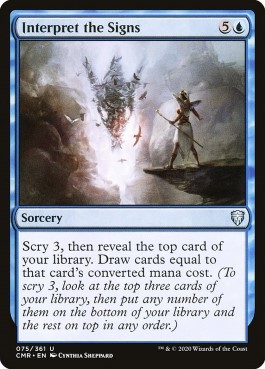 Interpret the Signs 5
Sorcery
Scry 3, then reveal the top card of
your library. Draw cards equal to
that card's converted mana cost. (To
scry 3, look at the top three cards of
your library, then put any number of
them on the bottom of your library and
the rest on top in any order.)
075/361 U
CMR • EN Cynthia Sheppard
™ & © 2020 Wizards of the Coast